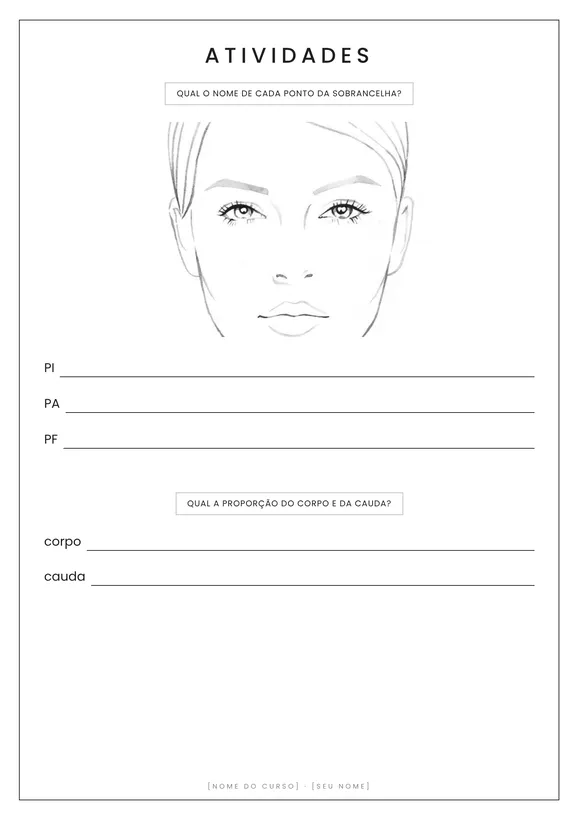 ATIVIDADES
QUAL O NOME DE CADA PONTO DA SOBRANCELHA?
PI
PA
PF
QUAL A PROPORÇÃO DO CORPO E DA CAUDA?
corpo
cauda
[NOME DO CURSO] · [SEU NOME]